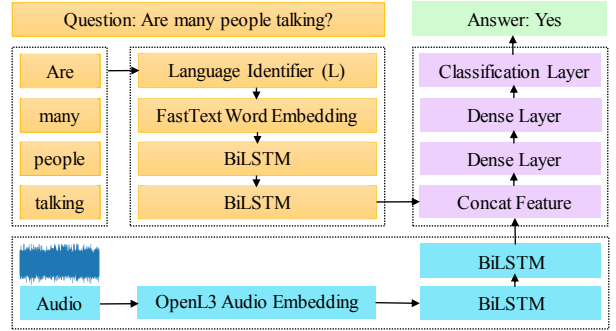 Question: Are many people talking?
Answer: Yes
Are
Language Identifier (L)
Classification Layer
many
FastText Word Embedding
Dense Layer
people
BiLSTM
Dense Layer
talking
BiLSTM
Concat Feature
BiLSTM
Audio
OpenL3 Audio Embedding
BiLSTM